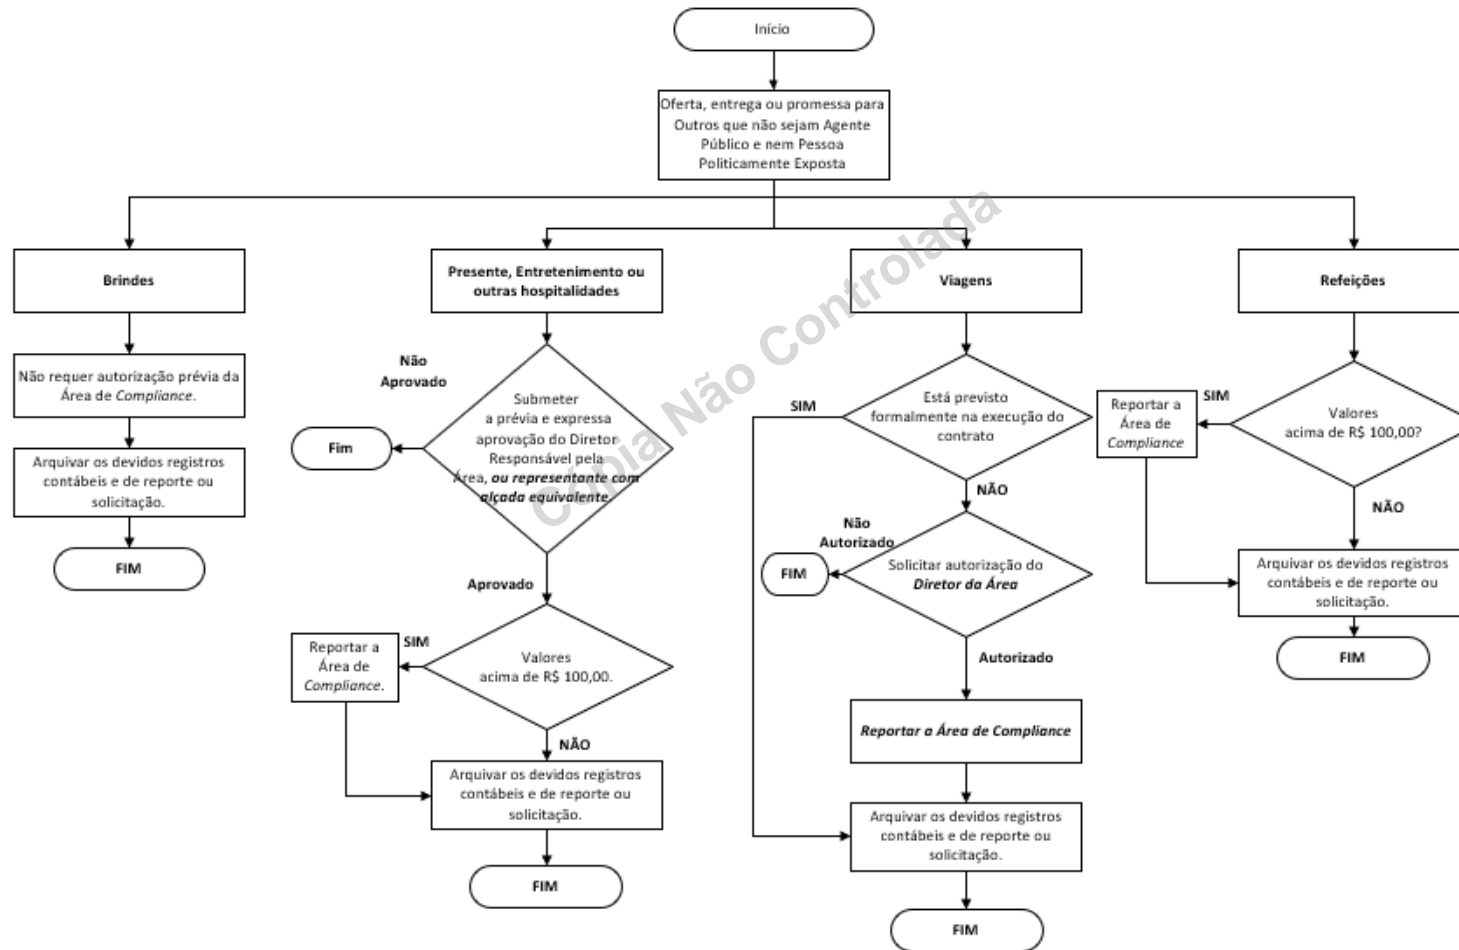 Início
Oferta, entrega ou promessa para
Outros que não sejam Agente
Público e nem Pessoa
Politicamente Exposta
Brindes
Não requer autorização prévia da
Área de Compliance.
Arquivar os devidos registros
contábeis e de reporte ou
solicitação.
FIM
Presente, Entretenimento ou
outras hospitalidades
Não
Aprovado
Submeter
a prévia e expressa
aprovação do Diretor
Responsável pela
Área, ou representante com
alçada equivalente.
Fim
Aprovado
Valores
acima de R$ 100,00.
SIM
Reportar a
Área de
Compliance.
NÃO
Arquivar os devidos registros
contábeis e de reporte ou
solicitação.
FIM
Viagens
Está previsto
formalmente na execução do
contrato
SIM
NÃO
Não
Autorizado
Solicitar autorização do
Diretor da Área
FIM
Autorizado
Reportar a Área de Compliance
Arquivar os devidos registros
contábeis e de reporte ou
solicitação.
FIM
Refeições
Valores
acima de R$ 100,00?
SIM
Reportar a
Área de
Compliance
NÃO
Arquivar os devidos registros
contábeis e de reporte ou
solicitação.
FIM
Cópia Não Controlada